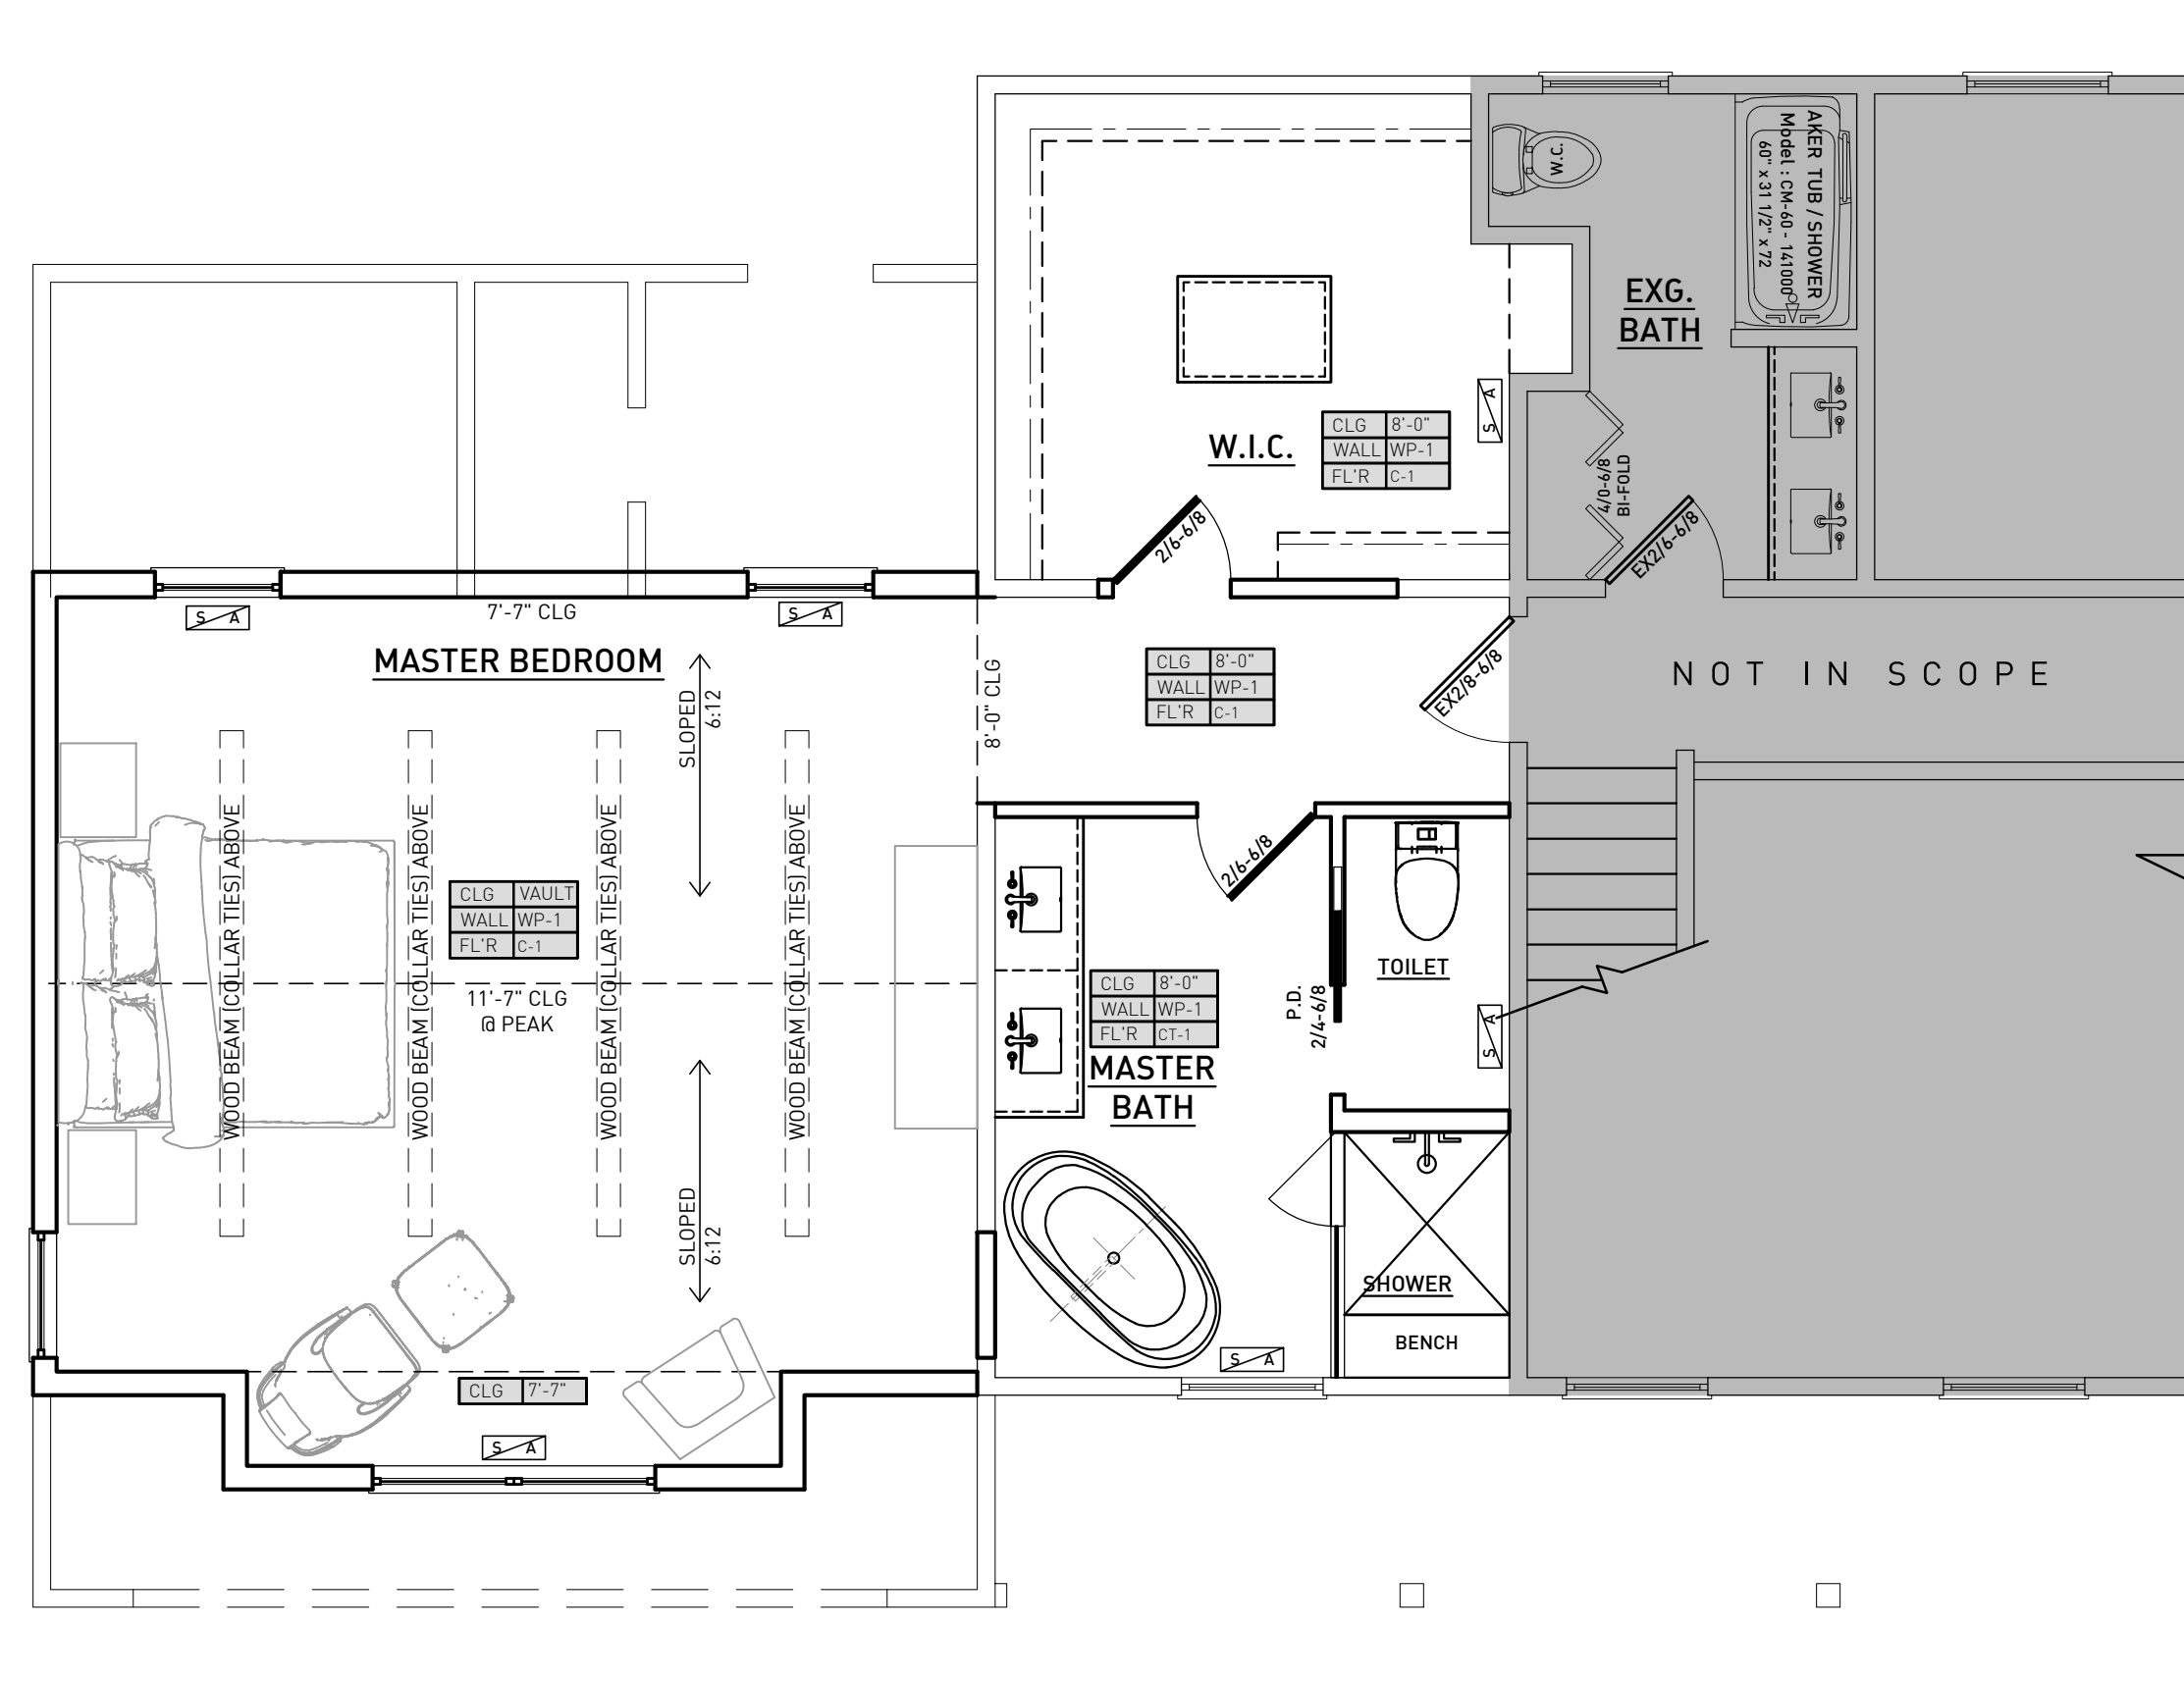 W.C.
AKER TUB / SHOWER
Model : CM-60 - 141000
60" x 31 1/2" x 72
EXG.
BATH
S A
CLG 8'-0"
WALL WP-1
FL'R C-1
W.I.C.
2/6-6/8
4/0-6/8
BI-FOLD
EX2/6-6/8
S A
7'-7" CLG
S A
MASTER BEDROOM
SLOPED
6:12
8'-0" CLG
CLG 8'-0"
WALL WP-1
FL'R C-1
EX2/8-6/8
NOT IN SCOPE
WOOD BEAM (COLLAR TIES) ABOVE
WOOD BEAM (COLLAR TIES) ABOVE
WOOD BEAM (COLLAR TIES) ABOVE
WOOD BEAM (COLLAR TIES) ABOVE
CLG VAULT
WALL WP-1
FL'R C-1
11'-7" CLG
@ PEAK
2/6-6/8
TOILET
CLG 8'-0"
WALL WP-1
FL'R CT-1
MASTER
BATH
P.D.
2/4-6/8
S A
SLOPED
6:12
SHOWER
BENCH
S A
CLG 7'-7"
S A